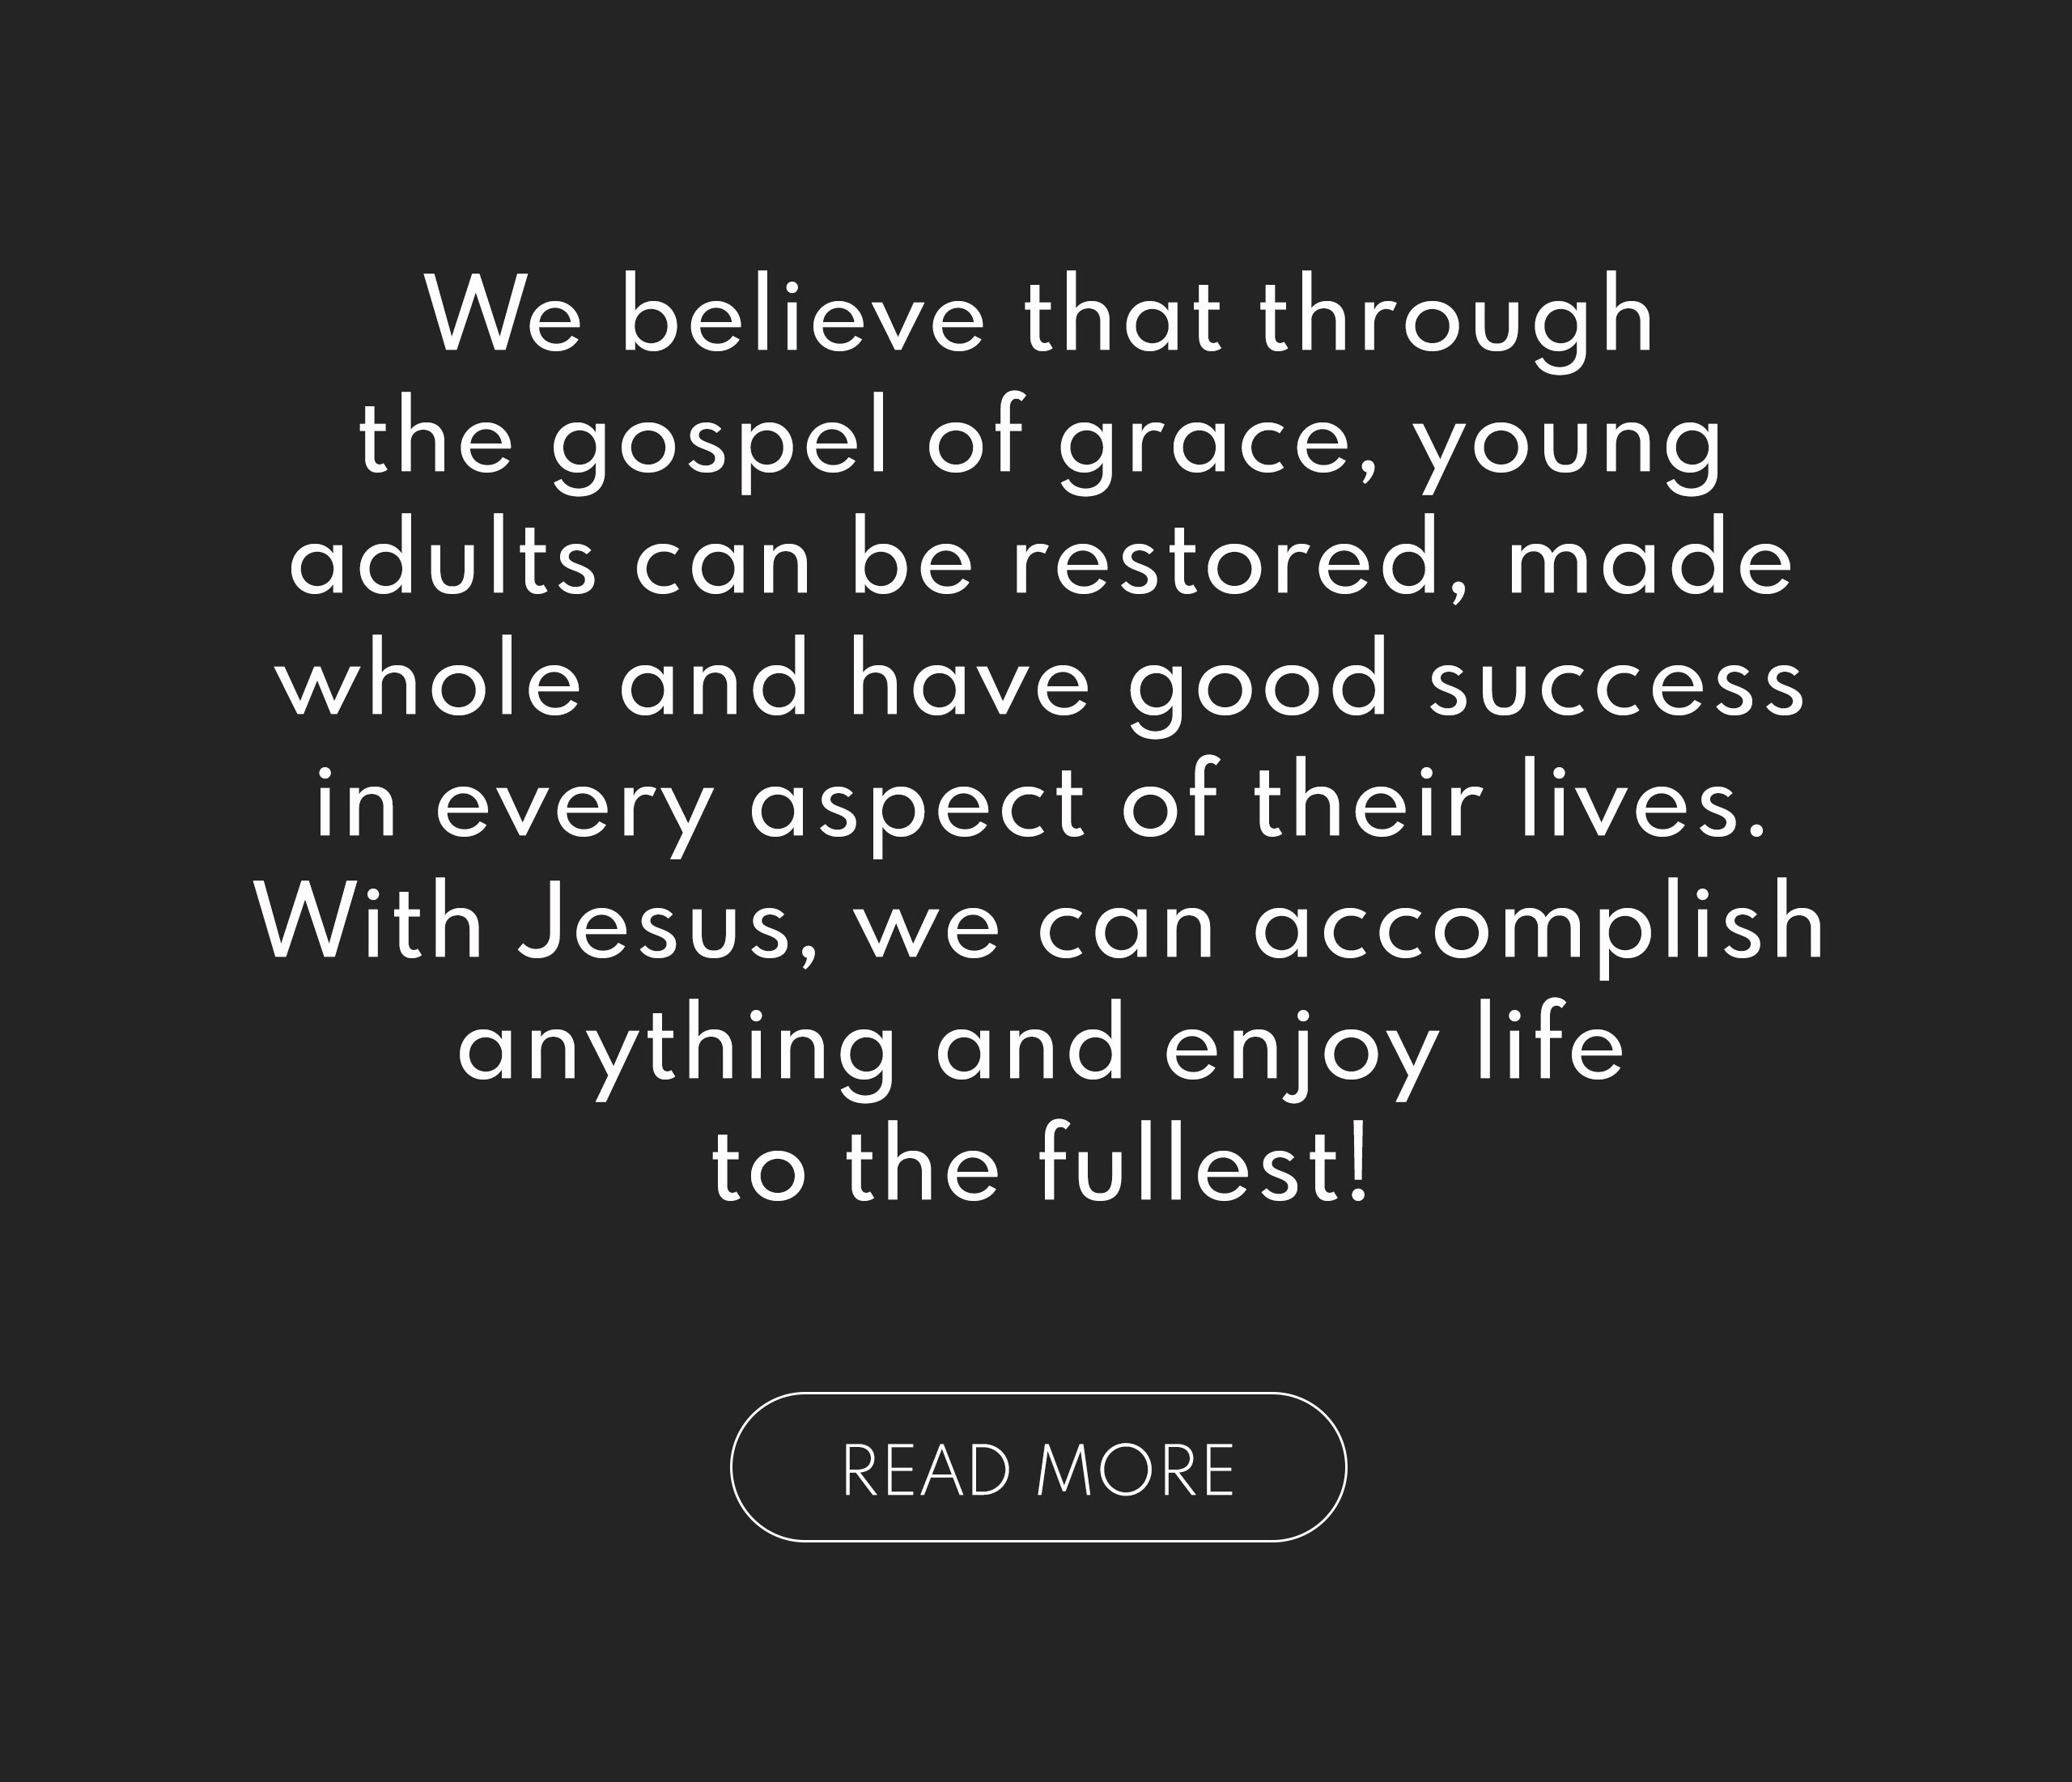 We believe that through
the gospel of grace, young
adults can be restored, made
whole and have good success
in every aspect of their lives.
With Jesus, we can accomplish
anything and enjoy life
to the fullest!
READ MORE